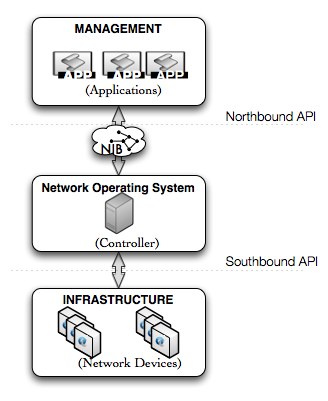 MANAGEMENT
APP APP APP
(Applications)
Northbound API
NIB
Network Operating System
(Controller)
Southbound API
INFRASTRUCTURE
(Network Devices)